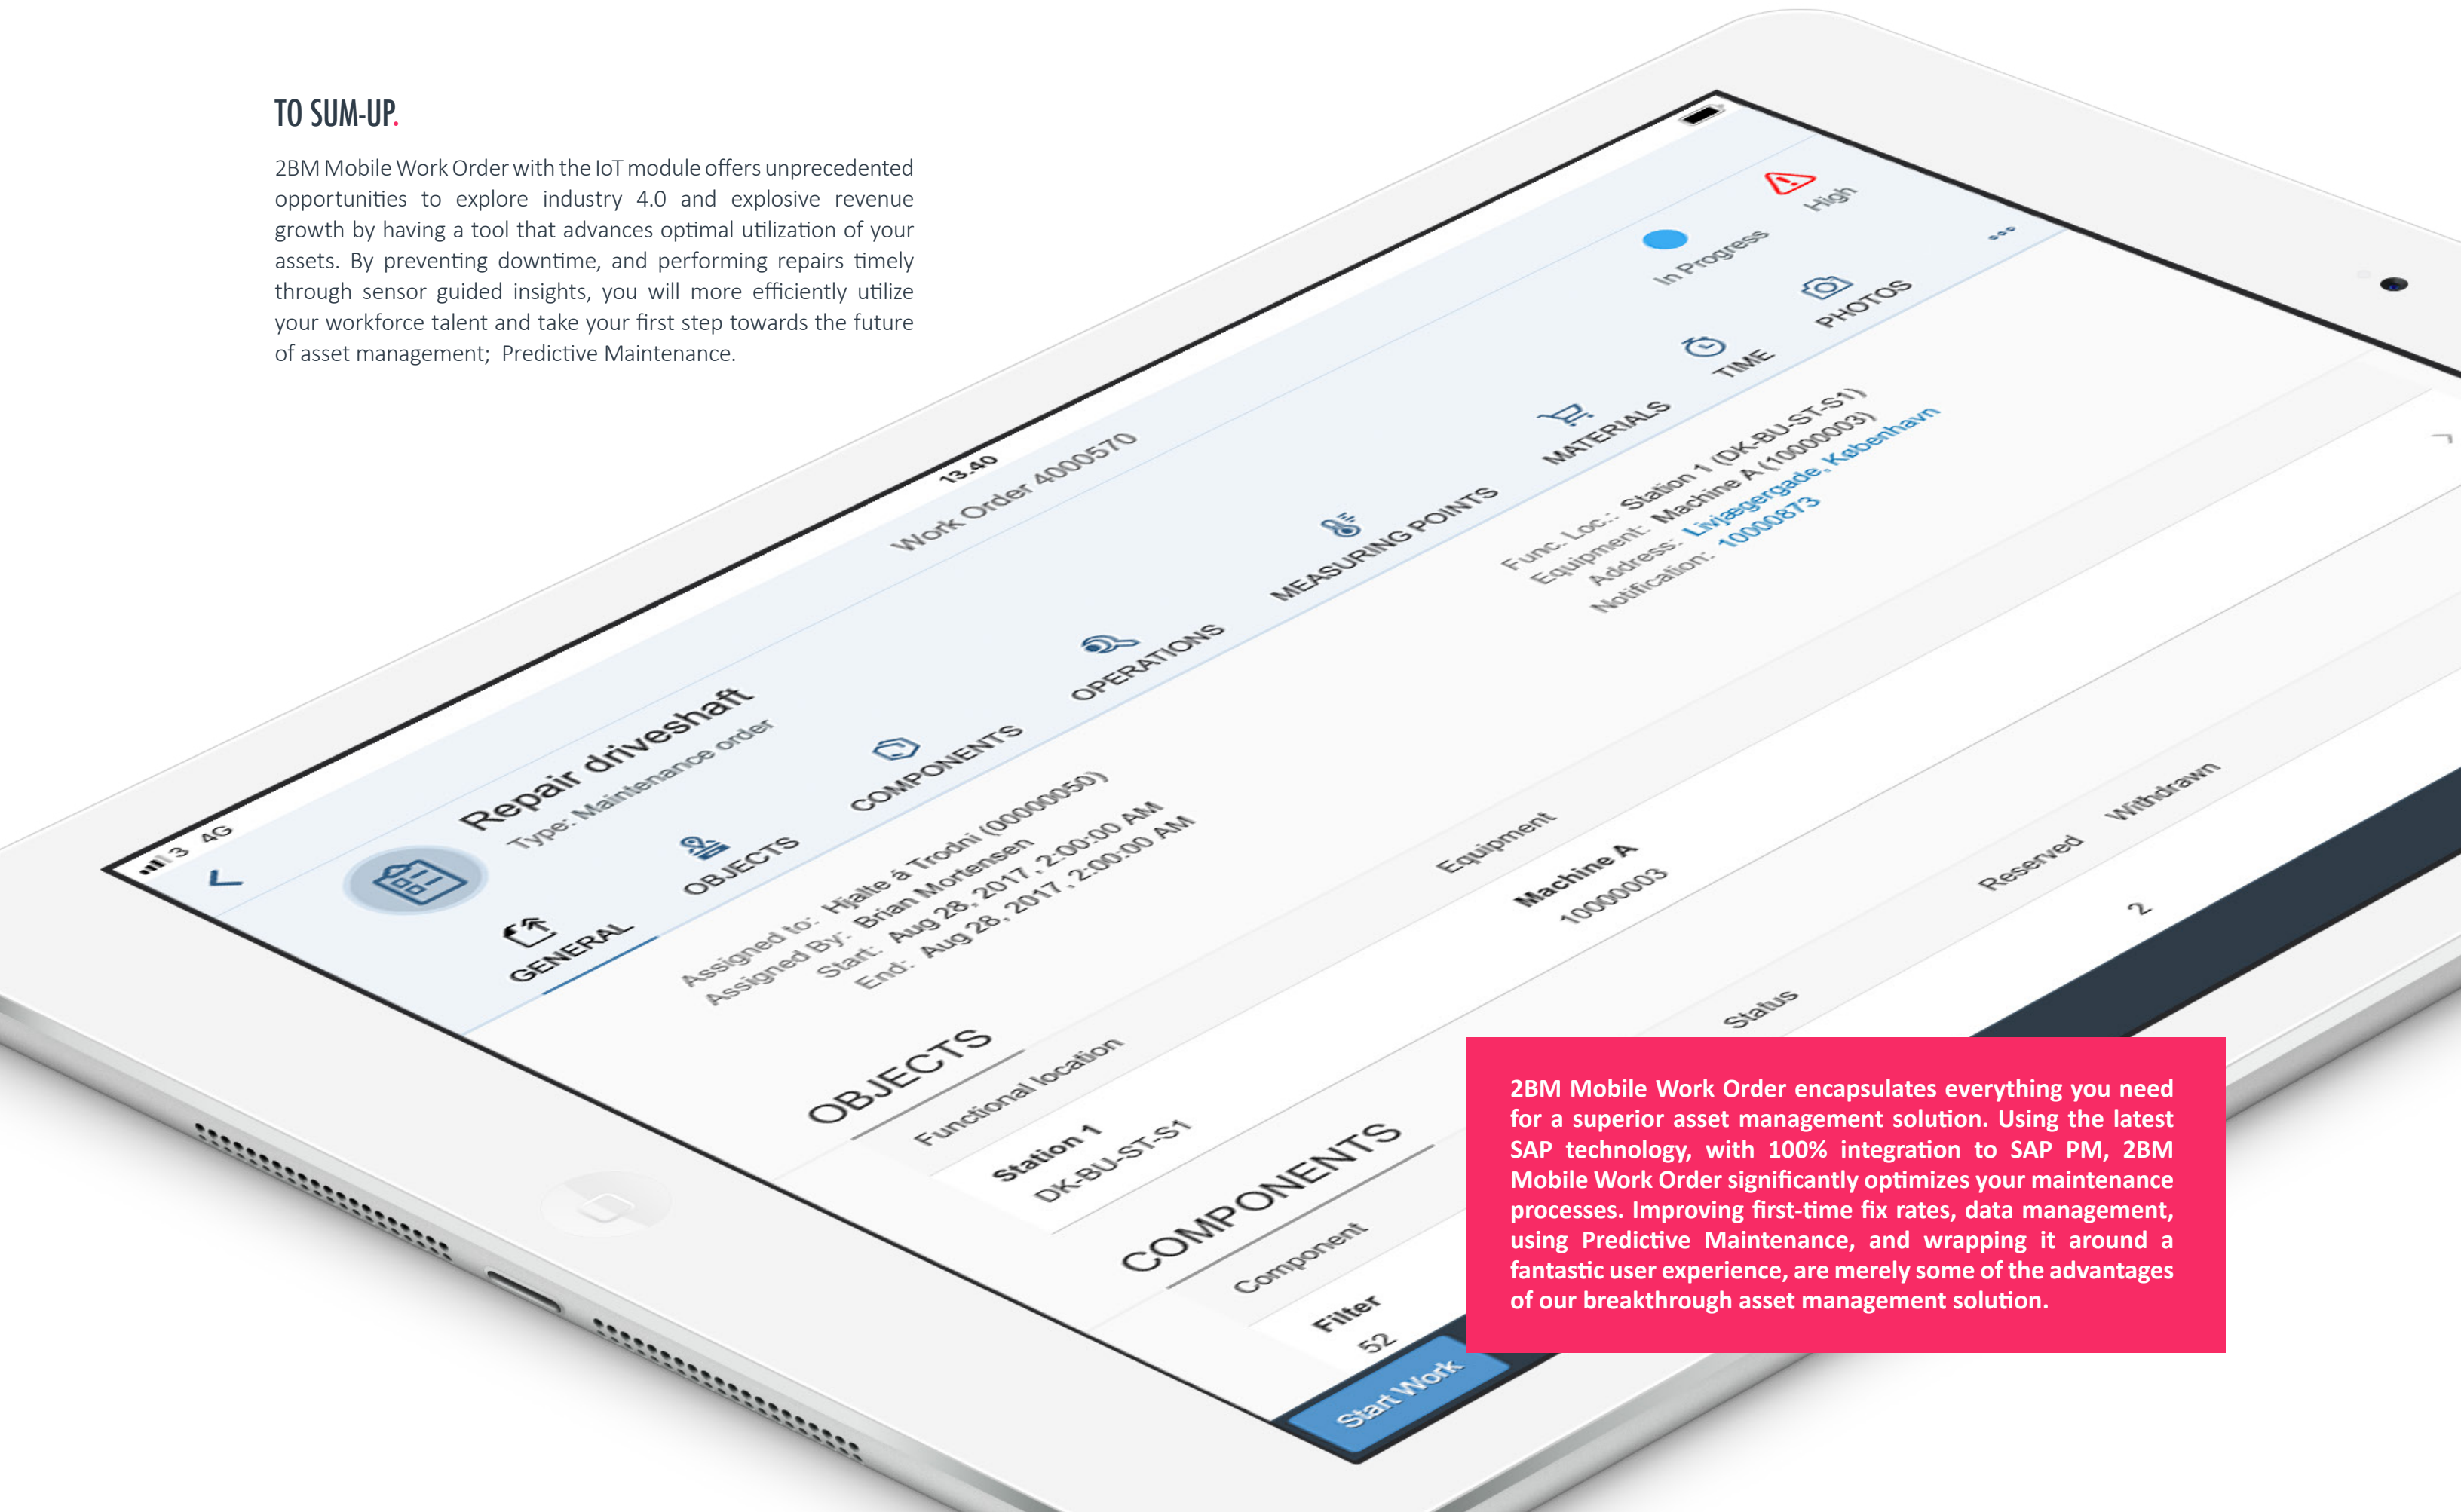 TO SUM-UP.
2BM Mobile Work Order with the IoT module offers unprecedented
opportunities to explore industry 4.0 and explosive revenue
growth by having a tool that advances optimal utilization of your
assets. By preventing downtime, and performing repairs timely
through sensor guided insights, you will more efficiently utilize
your workforce talent and take your first step towards the future
of asset management; Predictive Maintenance.
3 4G
13.40
Work Order 4000570
Repair driveshaft
Type: Maintenance order
In Progress
High
GENERAL
OBJECTS
COMPONENTS
OPERATIONS
MEASURING POINTS
MATERIALS
TIME
PHOTOS
Assigned to: Hjalte á Trodni (00000050)
Assigned By: Brian Mortensen
Start: Aug 28, 2017, 2:00:00 AM
End: Aug 28, 2017, 2:00:00 AM
Func. Loc.: Station 1 (DK-BU-ST-S1)
Equipment: Machine A (10000003)
Address: Livjægergade, København
Notification: 10000873
OBJECTS
Functional location
Equipment
Station 1
DK-BU-ST-S1
Machine A
10000003
COMPONENTS
Component
Status
Reserved
Withdrawn
Filter
52
2
Start Work
2BM Mobile Work Order encapsulates everything you need
for a superior asset management solution. Using the latest
SAP technology, with 100% integration to SAP PM, 2BM
Mobile Work Order significantly optimizes your maintenance
processes. Improving first-time fix rates, data management,
using Predictive Maintenance, and wrapping it around a
fantastic user experience, are merely some of the advantages
of our breakthrough asset management solution.